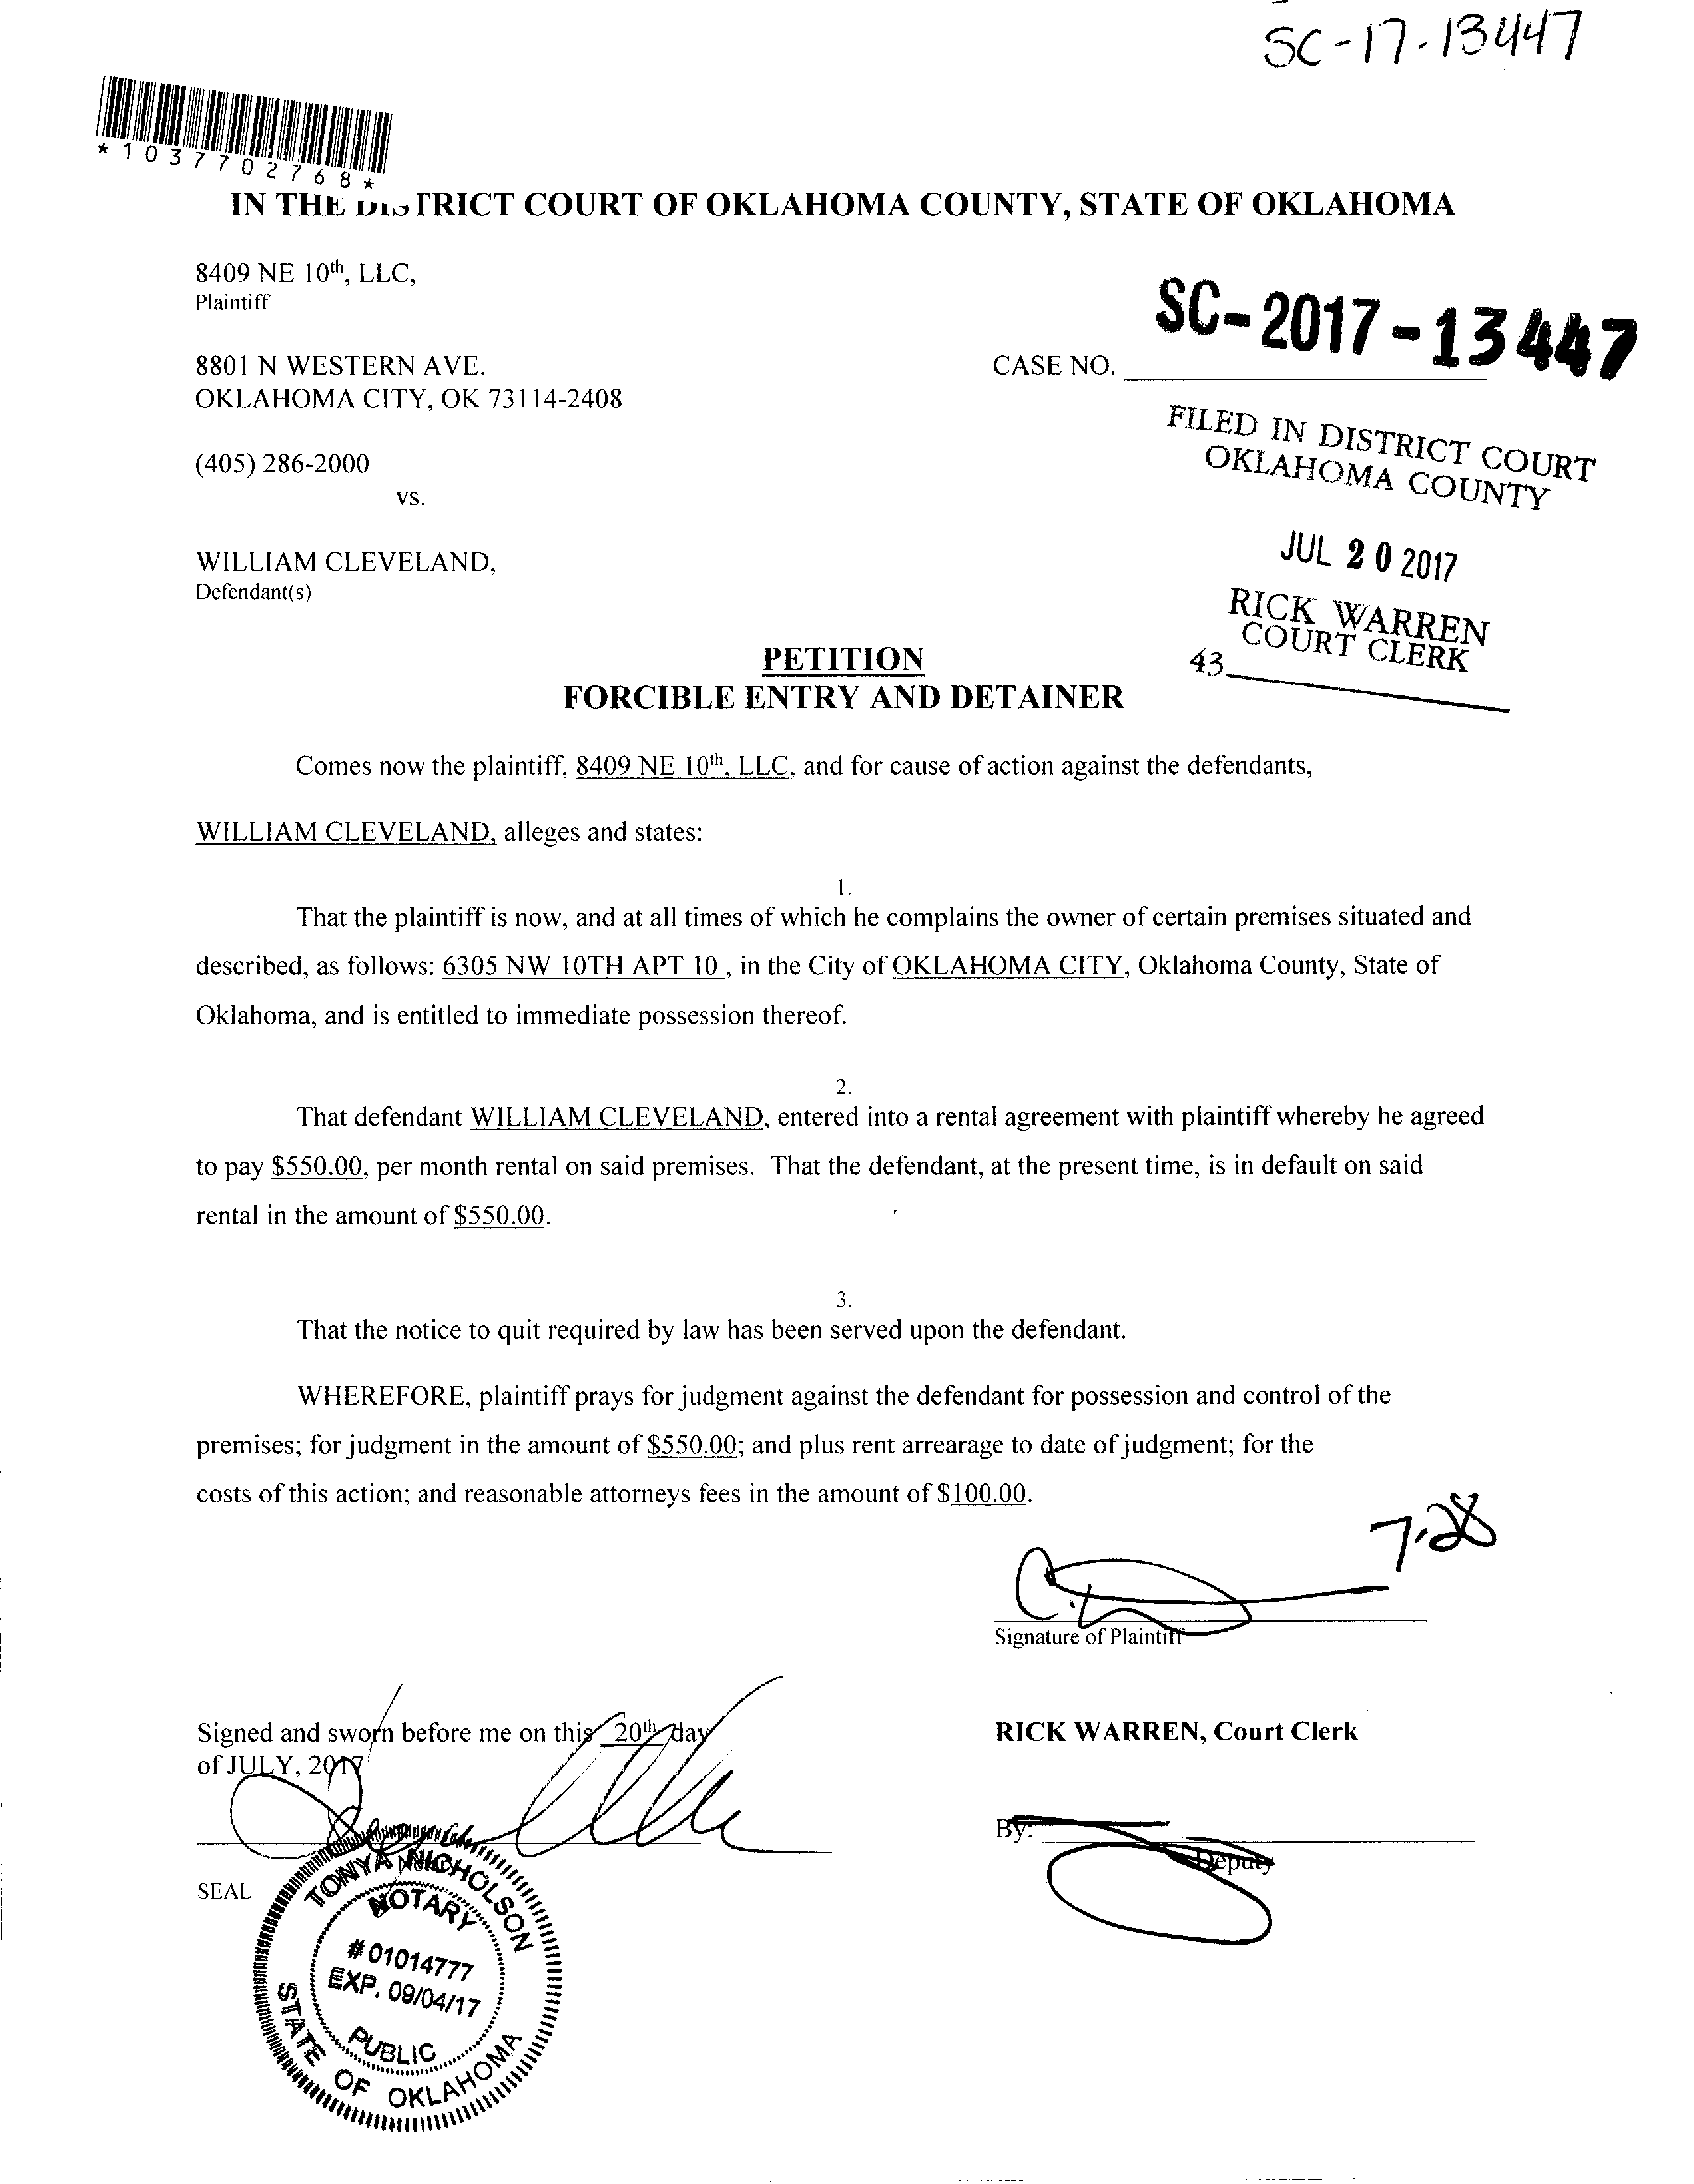 SC-17-13447
*1037702768*
IN THE DISTRICT COURT OF OKLAHOMA COUNTY, STATE OF OKLAHOMA
8409 NE 10th, LLC,
Plaintiff
8801 N WESTERN AVE.
OKLAHOMA CITY, OK 73114-2408
(405) 286-2000
vs.
WILLIAM CLEVELAND,
Defendant(s)
CASE NO. SC-2017-13447
FILED IN DISTRICT COURT
OKLAHOMA COUNTY
JUL 20 2017
RICK WARREN
COURT CLERK
43
PETITION
FORCIBLE ENTRY AND DETAINER
Comes now the plaintiff, 8409 NE 10th, LLC, and for cause of action against the defendants,
WILLIAM CLEVELAND, alleges and states:
1.
That the plaintiff is now, and at all times of which he complains the owner of certain premises situated and
described, as follows: 6305 NW 10TH APT 10 , in the City of OKLAHOMA CITY, Oklahoma County, State of
Oklahoma, and is entitled to immediate possession thereof.
2.
That defendant WILLIAM CLEVELAND, entered into a rental agreement with plaintiff whereby he agreed
to pay $550.00, per month rental on said premises. That the defendant, at the present time, is in default on said
rental in the amount of $550.00.
3.
That the notice to quit required by law has been served upon the defendant.
WHEREFORE, plaintiff prays for judgment against the defendant for possession and control of the
premises; for judgment in the amount of $550.00; and plus rent arrearage to date of judgment; for the
costs of this action; and reasonable attorneys fees in the amount of $100.00.
7-28
Signature of Plaintiff
Signed and sworn before me on this 20th day
of JULY, 2017
Notary
SEAL
RICK WARREN, Court Clerk
By:
Deputy
TONYA NICHOLSON
NOTARY
# 01014777
EXP. 09/04/17
PUBLIC
STATE OF OKLAHOMA